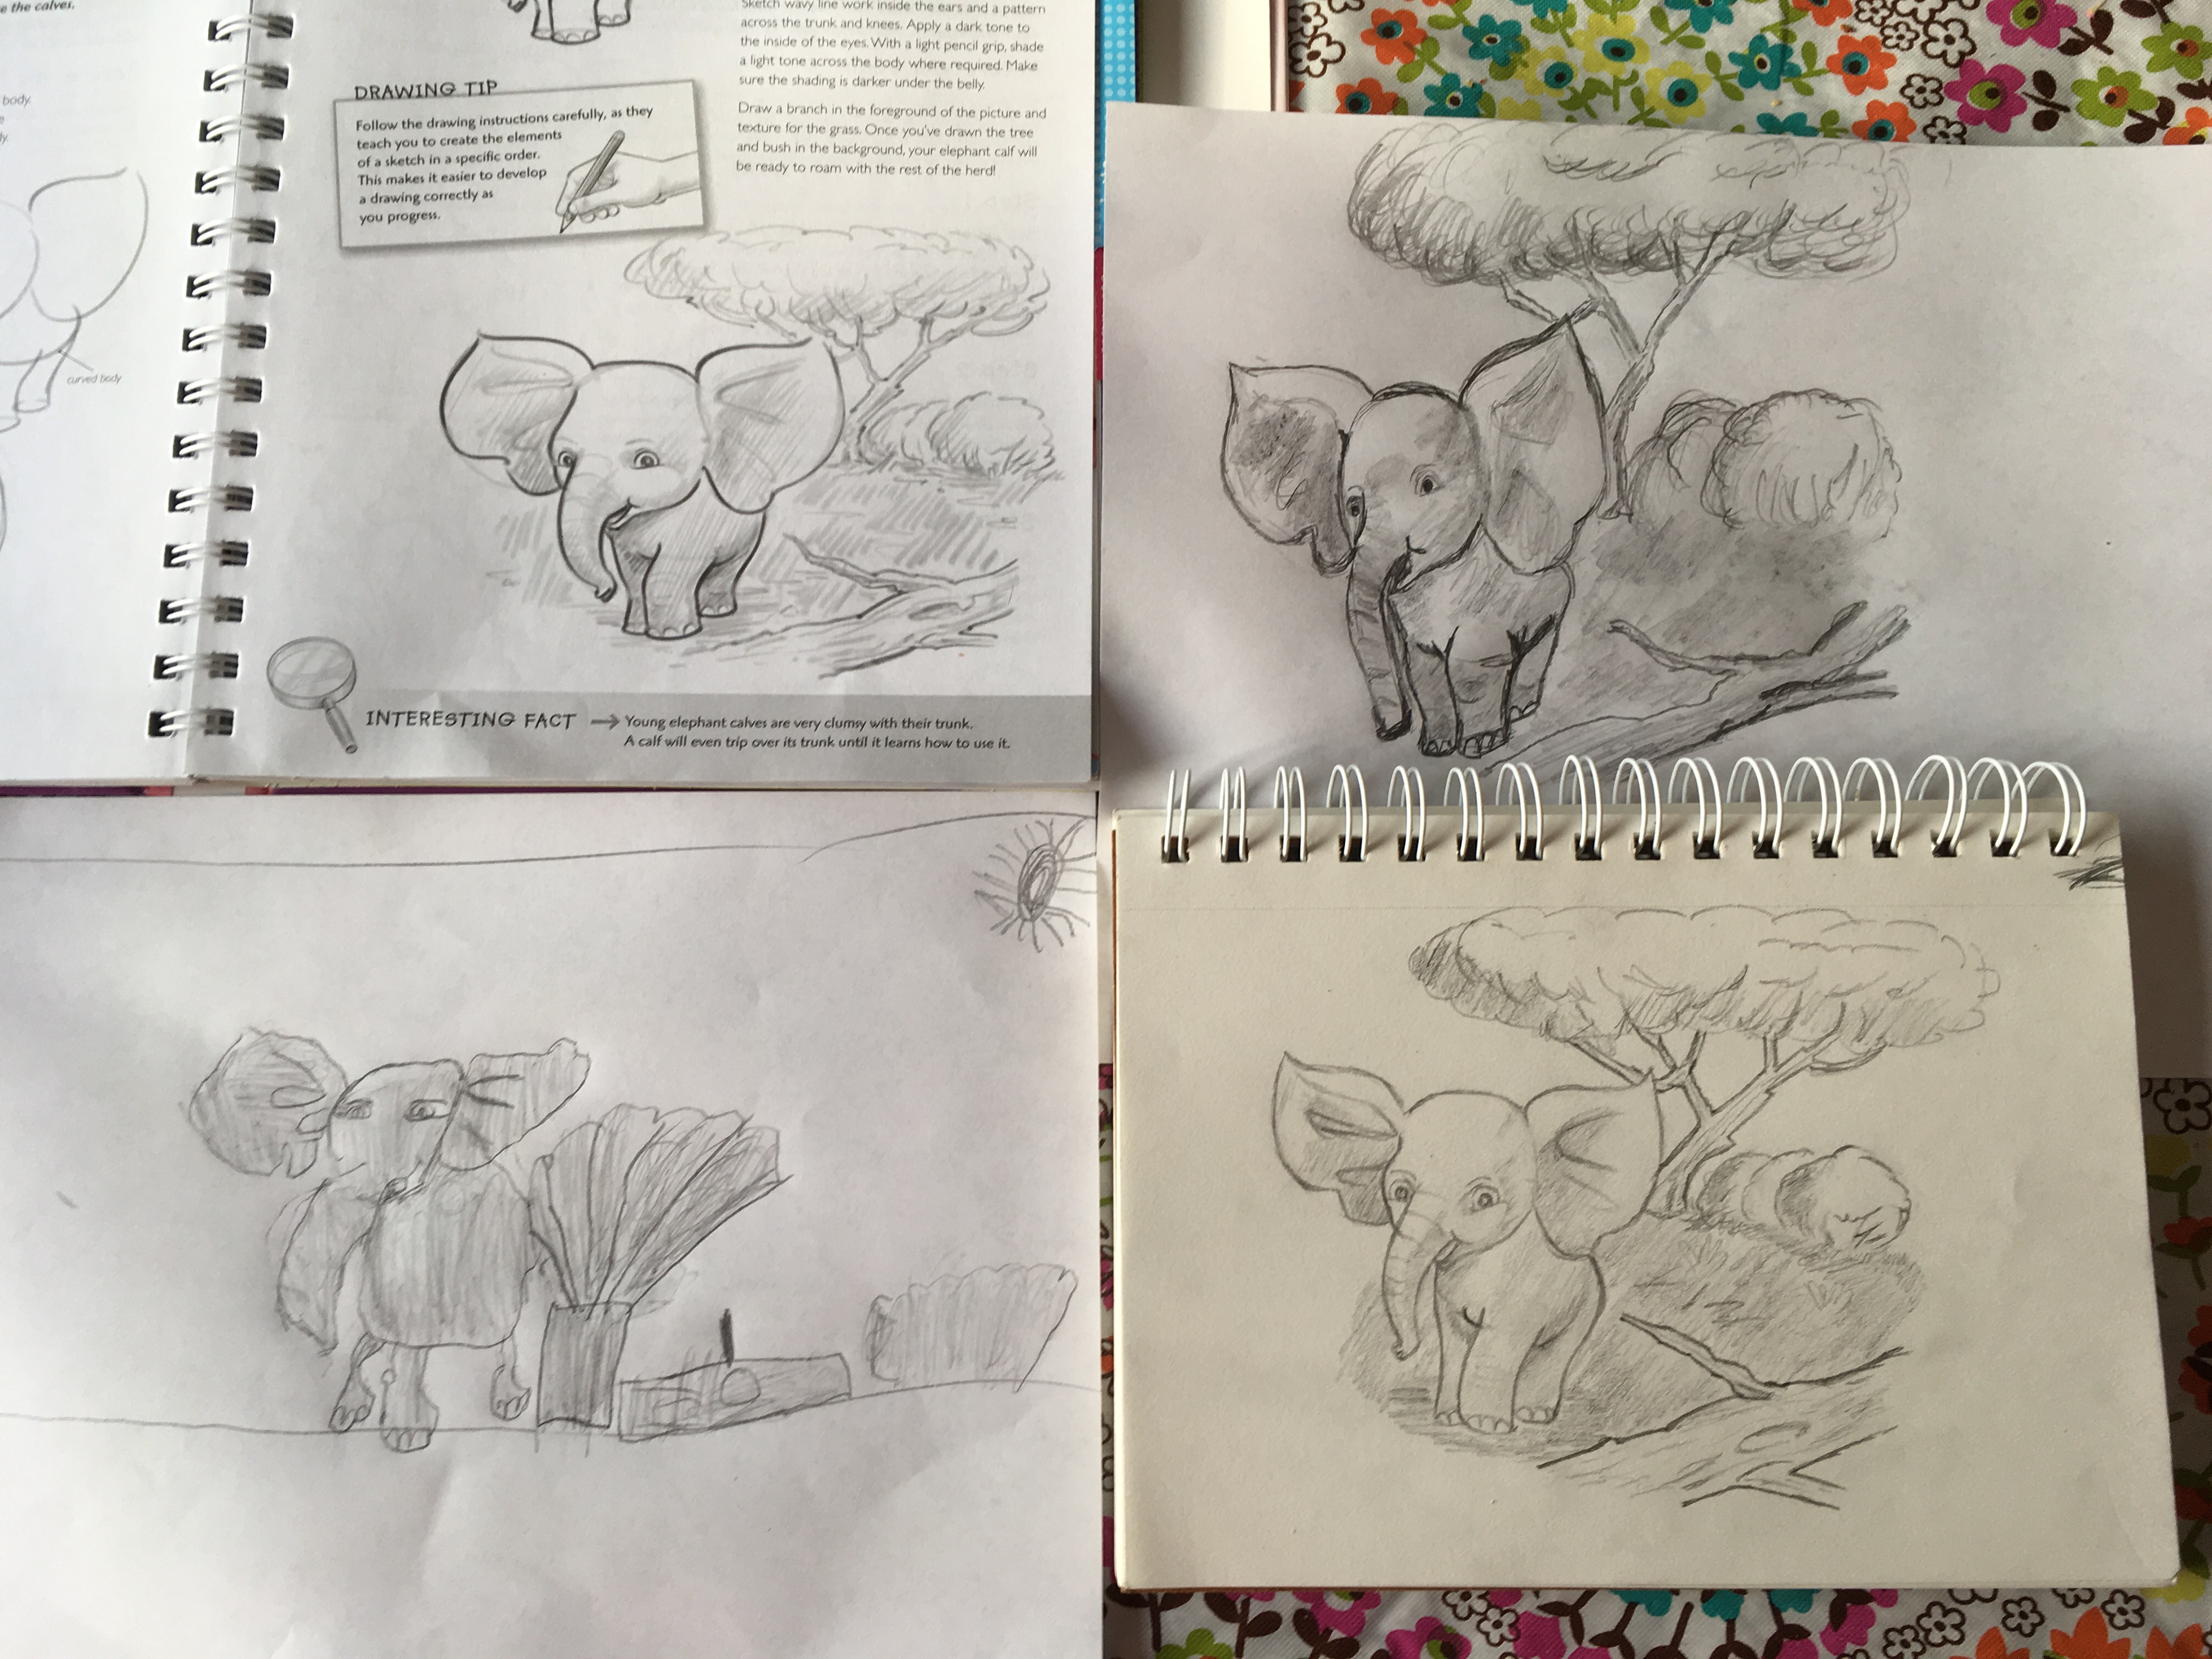 e the calves.
body.
y.
curved body
Sketch wavy line work inside the ears and a pattern
across the trunk and knees. Apply a dark tone to
the inside of the eyes. With a light pencil grip, shade
a light tone across the body where required. Make
sure the shading is darker under the belly.
Draw a branch in the foreground of the picture and
texture for the grass. Once you've drawn the tree
and bush in the background, your elephant calf will
be ready to roam with the rest of the herd!
DRAWING TIP
Follow the drawing instructions carefully, as they
teach you to create the elements
of a sketch in a specific order.
This makes it easier to develop
a drawing correctly as
you progress.
INTERESTING FACT → Young elephant calves are very clumsy with their trunk.
A calf will even trip over its trunk until it learns how to use it.